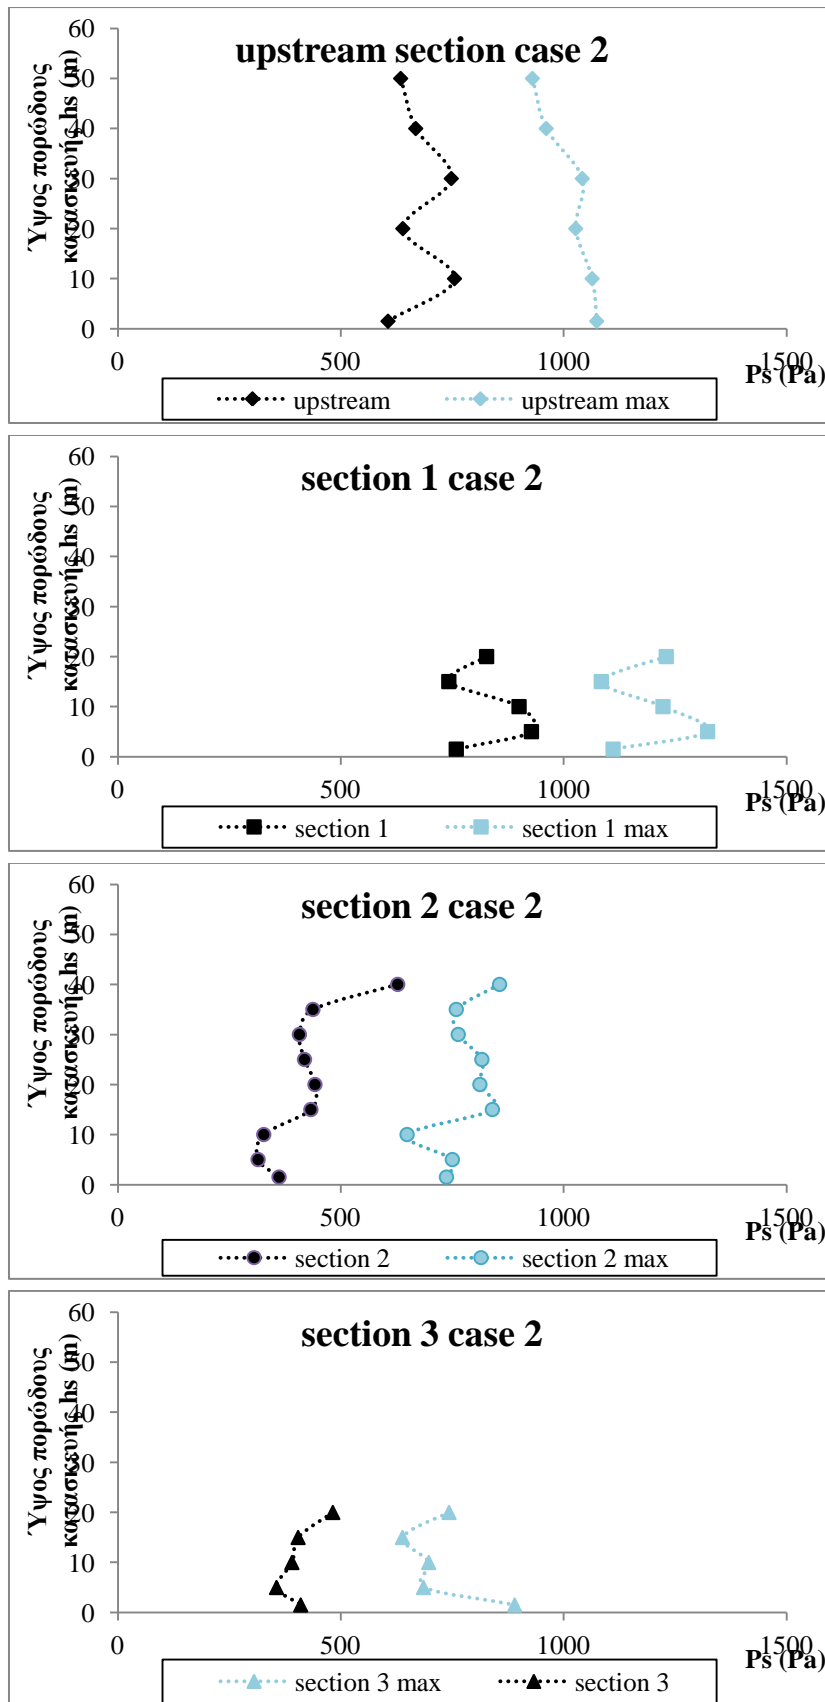 upstream section case 2
Ύψος πορώδους
κατασκευής hs (m)
60
50
40
30
20
10
0
0 500 1000 1500
Ps (Pa)
upstream upstream max
section 1 case 2
Ύψος πορώδους
κατασκευής hs (m)
60
50
40
30
20
10
0
0 500 1000 1500
Ps (Pa)
section 1 section 1 max
section 2 case 2
Ύψος πορώδους
κατασκευής hs (m)
60
50
40
30
20
10
0
0 500 1000 1500
Ps (Pa)
section 2 section 2 max
section 3 case 2
Ύψος πορώδους
κατασκευής hs (m)
60
50
40
30
20
10
0
0 500 1000 1500
Ps (Pa)
section 3 max section 3